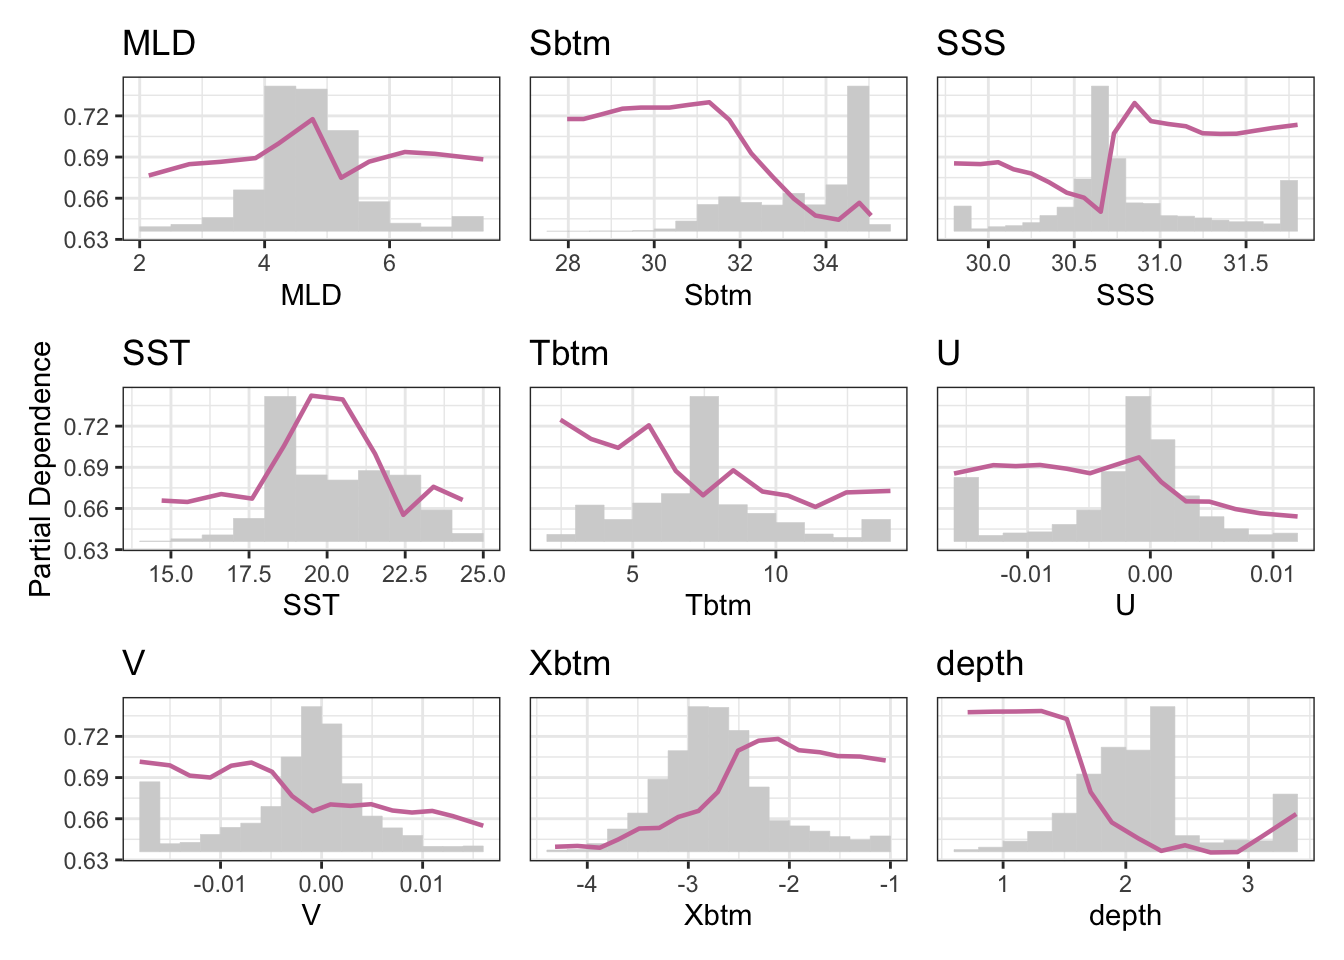 MLD Sbtm SSS
0.72
0.69
0.66
0.63
2 4 6 28 30 32 34 30.0 30.5 31.0 31.5
MLD Sbtm SSS
Partial Dependence
SST Tbtm U
0.72
0.69
0.66
0.63
15.0 17.5 20.0 22.5 25.0 5 10 -0.01 0.00 0.01
SST Tbtm U
V Xbtm depth
0.72
0.69
0.66
0.63
-0.01 0.00 0.01 -4 -3 -2 -1 1 2 3
V Xbtm depth